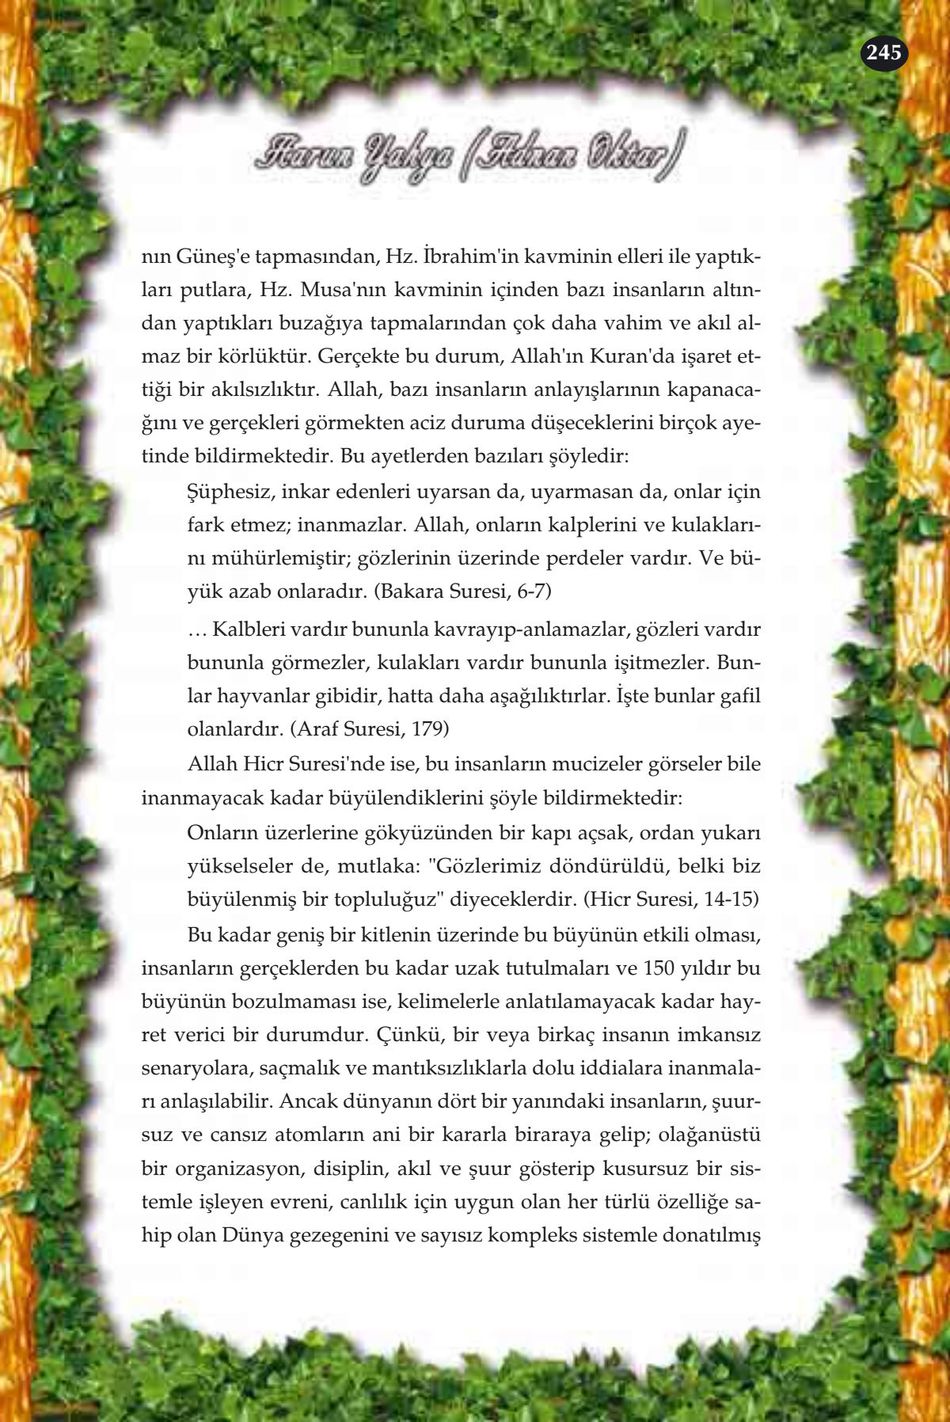 245
Harun Yahya (Adnan Oktar)
nın Güneş'e tapmasından, Hz. İbrahim'in kavminin elleri ile yaptık-
ları putlara, Hz. Musa'nın kavminin içinden bazı insanların altın-
dan yaptıkları buzağıya tapmalarından çok daha vahim ve akıl al-
maz bir körlüktür. Gerçekte bu durum, Allah'ın Kuran'da işaret et-
tiği bir akılsızlıktır. Allah, bazı insanların anlayışlarının kapanaca-
ğını ve gerçekleri görmekten aciz duruma düşeceklerini birçok aye-
tinde bildirmektedir. Bu ayetlerden bazıları şöyledir:
Şüphesiz, inkar edenleri uyarsan da, uyarmasan da, onlar için
fark etmez; inanmazlar. Allah, onların kalplerini ve kulakları-
nı mühürlemiştir; gözlerinin üzerinde perdeler vardır. Ve bü-
yük azab onlaradır. (Bakara Suresi, 6-7)
… Kalbleri vardır bununla kavrayıp-anlamazlar, gözleri vardır
bununla görmezler, kulakları vardır bununla işitmezler. Bun-
lar hayvanlar gibidir, hatta daha aşağılıktırlar. İşte bunlar gafil
olanlardır. (Araf Suresi, 179)
Allah Hicr Suresi'nde ise, bu insanların mucizeler görseler bile
inanmayacak kadar büyülendiklerini şöyle bildirmektedir:
Onların üzerlerine gökyüzünden bir kapı açsak, ordan yukarı
yükselseler de, mutlaka: "Gözlerimiz döndürüldü, belki biz
büyülenmiş bir topluluğuz" diyeceklerdir. (Hicr Suresi, 14-15)
Bu kadar geniş bir kitlenin üzerinde bu büyünün etkili olması,
insanların gerçeklerden bu kadar uzak tutulmaları ve 150 yıldır bu
büyünün bozulmaması ise, kelimelerle anlatılamayacak kadar hay-
ret verici bir durumdur. Çünkü, bir veya birkaç insanın imkansız
senaryolara, saçmalık ve mantıksızlıklarla dolu iddialara inanmala-
rı anlaşılabilir. Ancak dünyanın dört bir yanındaki insanların, şuur-
suz ve cansız atomların ani bir kararla biraraya gelip; olağanüstü
bir organizasyon, disiplin, akıl ve şuur gösterip kusursuz bir sis-
temle işleyen evreni, canlılık için uygun olan her türlü özelliğe sa-
hip olan Dünya gezegenini ve sayısız kompleks sistemle donatılmış